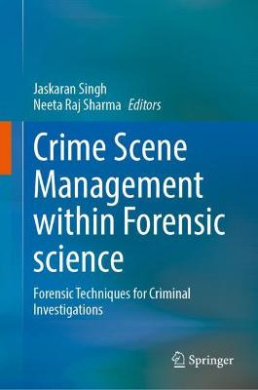 Jaskaran Singh
Neeta Raj Sharma Editors
Crime Scene
Management
within Forensic
science
Forensic Techniques for Criminal
Investigations
Springer